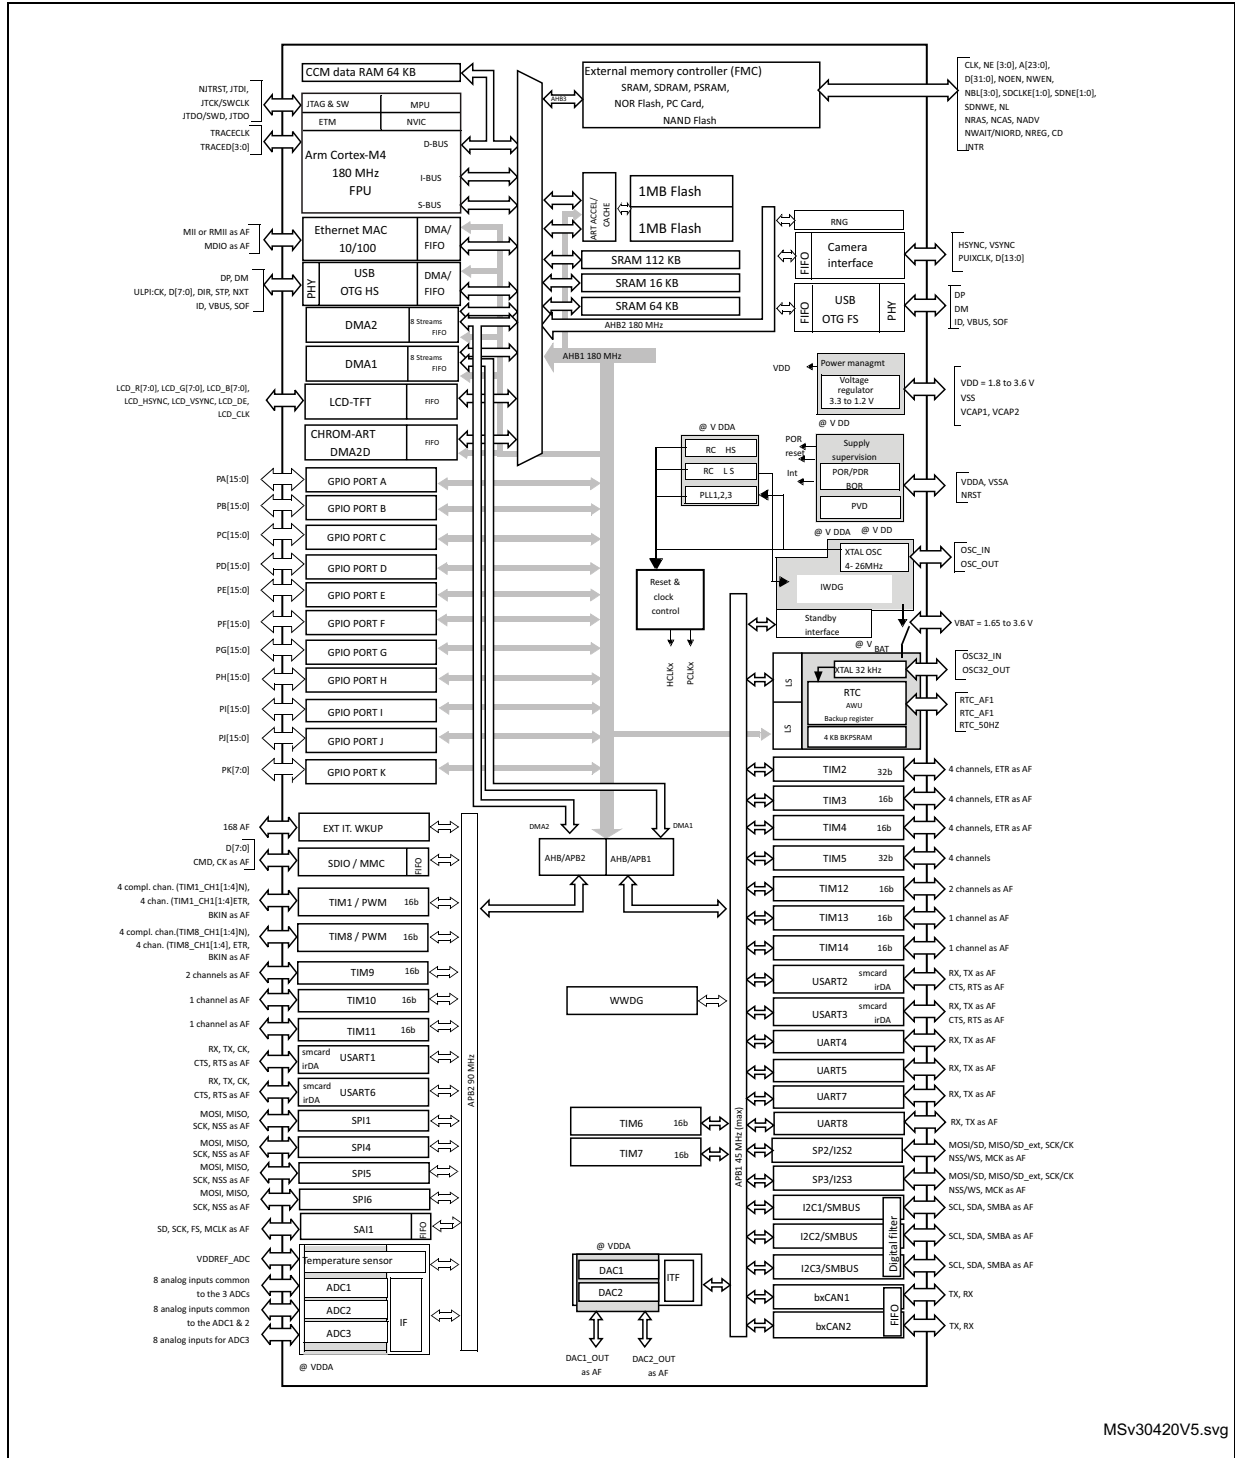 CCM data RAM 64 KB
External memory controller (FMC)
SRAM, SDRAM, PSRAM,
NOR Flash, PC Card,
NAND Flash
AHB3
CLK, NE [3:0], A[23:0],
D[31:0], NOEN, NWEN,
NBL[3:0], SDCLKE[1:0], SDNE[1:0],
SDNWE, NL
NRAS, NCAS, NADV
NWAIT/NIORD, NREG, CD
INTR
NJTRST, JTDI,
JTCK/SWCLK
JTDO/SWD, JTDO
TRACECLK
TRACED[3:0]
JTAG & SW
MPU
ETM
NVIC
Arm Cortex-M4
180 MHz
FPU
D-BUS
I-BUS
S-BUS
ART ACCEL/
CACHE
1MB Flash
1MB Flash
SRAM 112 KB
SRAM 16 KB
SRAM 64 KB
AHB2 180 MHz
AHB1 180 MHz
RNG
FIFO
Camera
interface
HSYNC, VSYNC
PUIXCLK, D[13:0]
FIFO
USB
OTG FS
PHY
DP
DM
ID, VBUS, SOF
MII or RMII as AF
MDIO as AF
Ethernet MAC
10/100
DMA/
FIFO
DP, DM
ULPI:CK, D[7:0], DIR, STP, NXT
ID, VBUS, SOF
PHY
USB
OTG HS
DMA/
FIFO
DMA2
8 Streams
FIFO
DMA1
8 Streams
FIFO
LCD_R[7:0], LCD_G[7:0], LCD_B[7:0],
LCD_HSYNC, LCD_VSYNC, LCD_DE,
LCD_CLK
LCD-TFT
FIFO
CHROM-ART
DMA2D
FIFO
VDD
Power managmt
Voltage
regulator
3.3 to 1.2 V
VDD = 1.8 to 3.6 V
VSS
VCAP1, VCAP2
@ V DD
@ V DDA
RC HS
RC L S
PLL1,2,3
POR
reset
Int
Supply
supervision
POR/PDR
BOR
PVD
VDDA, VSSA
NRST
@ V DDA
@ V DD
XTAL OSC
4- 26MHz
OSC_IN
OSC_OUT
IWDG
Standby
interface
VBAT = 1.65 to 3.6 V
@ V BAT
Reset &
clock
control
HCLKx
PCLKx
LS
LS
XTAL 32 kHz
RTC
AWU
Backup register
4 KB BKPSRAM
OSC32_IN
OSC32_OUT
RTC_AF1
RTC_AF1
RTC_50HZ
PA[15:0]
GPIO PORT A
PB[15:0]
GPIO PORT B
PC[15:0]
GPIO PORT C
PD[15:0]
GPIO PORT D
PE[15:0]
GPIO PORT E
PF[15:0]
GPIO PORT F
PG[15:0]
GPIO PORT G
PH[15:0]
GPIO PORT H
PI[15:0]
GPIO PORT I
PJ[15:0]
GPIO PORT J
PK[7:0]
GPIO PORT K
DMA2
DMA1
AHB/APB2
AHB/APB1
168 AF
EXT IT. WKUP
D[7:0]
CMD, CK as AF
SDIO / MMC
FIFO
4 compl. chan. (TIM1_CH1[1:4]N),
4 chan. (TIM1_CH1[1:4]ETR,
BKIN as AF
TIM1 / PWM 16b
4 compl. chan.(TIM8_CH1[1:4]N),
4 chan. (TIM8_CH1[1:4], ETR,
BKIN as AF
TIM8 / PWM 16b
2 channels as AF
TIM9 16b
1 channel as AF
TIM10 16b
1 channel as AF
TIM11 16b
RX, TX, CK,
CTS, RTS as AF
smcard
irDA
USART1
RX, TX, CK,
CTS, RTS as AF
smcard
irDA
USART6
MOSI, MISO,
SCK, NSS as AF
SPI1
MOSI, MISO,
SCK, NSS as AF
SPI4
MOSI, MISO,
SCK, NSS as AF
SPI5
MOSI, MISO,
SCK, NSS as AF
SPI6
SD, SCK, FS, MCLK as AF
SAI1
FIFO
VDDREF_ADC
Temperature sensor
8 analog inputs common
to the 3 ADCs
8 analog inputs common
to the ADC1 & 2
8 analog inputs for ADC3
ADC1
ADC2
ADC3
IF
@ VDDA
APB2 90 MHz
WWDG
TIM6 16b
TIM7 16b
@ VDDA
DAC1
DAC2
ITF
DAC1_OUT
as AF
DAC2_OUT
as AF
APB1 45 MHz (max)
TIM2 32b
4 channels, ETR as AF
TIM3 16b
4 channels, ETR as AF
TIM4 16b
4 channels, ETR as AF
TIM5 32b
4 channels
TIM12 16b
2 channels as AF
TIM13 16b
1 channel as AF
TIM14 16b
1 channel as AF
USART2
smcard
irDA
RX, TX as AF
CTS, RTS as AF
USART3
smcard
irDA
RX, TX as AF
CTS, RTS as AF
UART4
RX, TX as AF
UART5
RX, TX as AF
UART7
RX, TX as AF
UART8
RX, TX as AF
SP2/I2S2
MOSI/SD, MISO/SD_ext, SCK/CK
NSS/WS, MCK as AF
SP3/I2S3
MOSI/SD, MISO/SD_ext, SCK/CK
NSS/WS, MCK as AF
I2C1/SMBUS
SCL, SDA, SMBA as AF
I2C2/SMBUS
SCL, SDA, SMBA as AF
I2C3/SMBUS
SCL, SDA, SMBA as AF
Digital filter
bxCAN1
TX, RX
bxCAN2
TX, RX
FIFO
MSv30420V5.svg